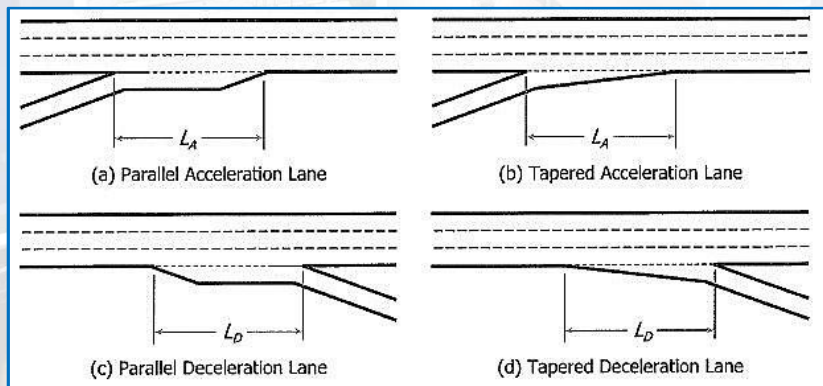 L_A
L_A
(a) Parallel Acceleration Lane
(b) Tapered Acceleration Lane
L_D
L_D
(c) Parallel Deceleration Lane
(d) Tapered Deceleration Lane